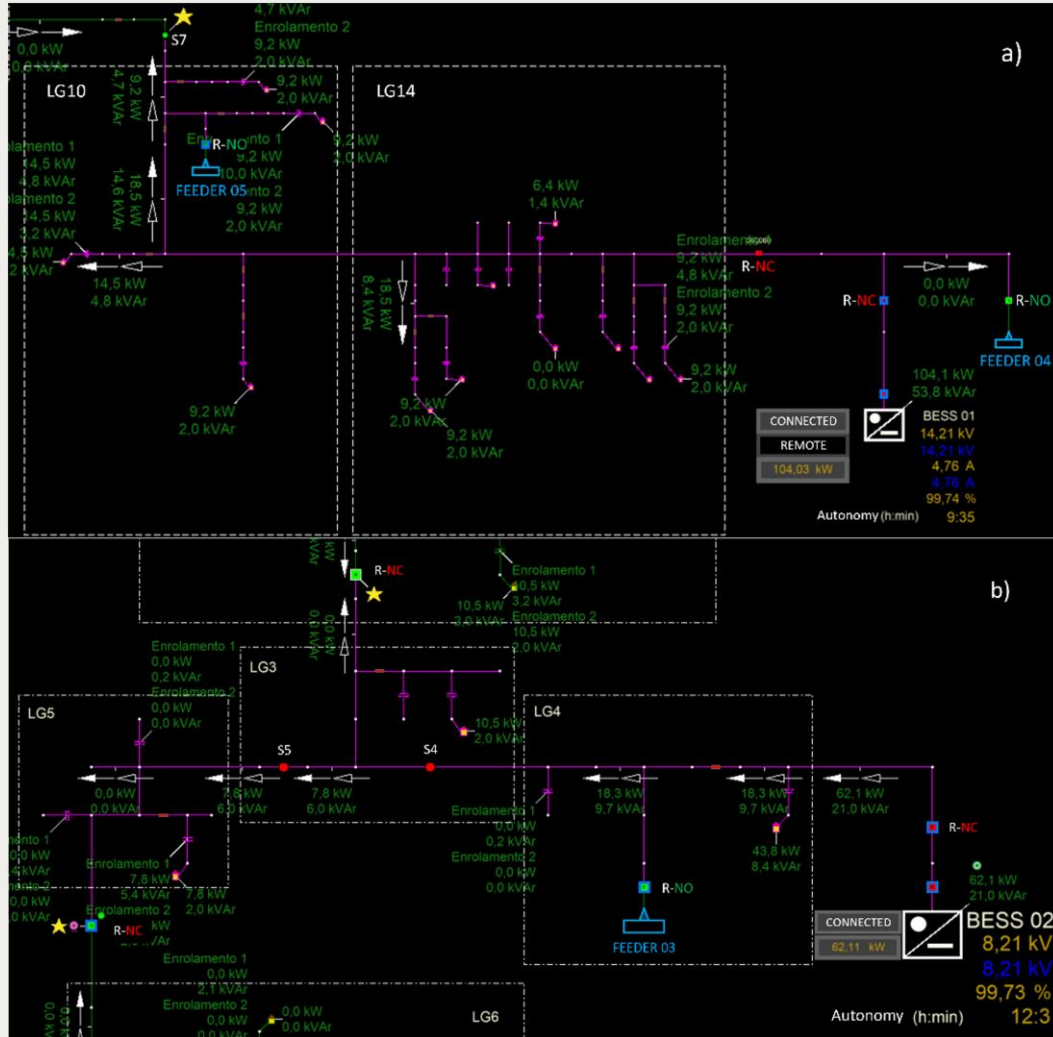 4,7 kVAr
Enrolamento 2
9,2 kW
2,0 kVAr
0,0 kW
S7
a)
LG10
LG14
9,2 kW
4,7 kVAr
9,2 kW
2,0 kVAr
R-NO
FEEDER 05
9,2 kW
10,0 kVAr
9,2 kW
2,0 kVAr
9,2 kW
14,5 kW
4,8 kVAr
14,5 kW
18,5 kW
14,6 kVAr
14,5 kW
4,8 kVAr
6,4 kW
1,4 kVAr
18,5 kW
8,4 kVAr
9,2 kW
4,8 kVAr
Enrolamento 2
9,2 kW
2,0 kVAr
R-NC
R-NC
0,0 kW
0,0 kVAr
R-NO
FEEDER 04
9,2 kW
2,0 kVAr
9,2 kW
2,0 kVAr
9,2 kW
2,0 kVAr
0,0 kW
0,0 kVAr
9,2 kW
2,0 kVAr
104,1 kW
53,8 kVAr
CONNECTED
REMOTE
104,03 kW
BESS 01
14,21 kV
14,21 kV
4,76 A
4,76 A
99,74 %
Autonomy (h:min) 9:35
b)
kW
kVAr
R-NC
0,0 kW
0,0 kVAr
Enrolamento 1
10,5 kW
3,2 kVAr
Enrolamento 2
10,5 kW
2,0 kVAr
10,5 kW
Enrolamento 1
0,0 kW
0,2 kVAr
Enrolamento 2
0,0 kW
0,0 kVAr
LG3
LG5
LG4
10,5 kW
2,0 kVAr
S5
S4
0,0 kW
0,0 kVAr
7,8 kW
6,0 kVAr
7,8 kW
6,0 kVAr
18,3 kW
9,7 kVAr
18,3 kW
9,7 kVAr
62,1 kW
21,0 kVAr
Enrolamento 1
0,0 kW
0,2 kVAr
Enrolamento 2
0,0 kW
0,0 kVAr
43,8 kW
8,4 kVAr
R-NC
Enrolamento 1
7,8 kW
5,4 kVAr
Enrolamento 2
7,8 kW
2,0 kVAr
R-NC
R-NO
FEEDER 03
62,1 kW
21,0 kVAr
CONNECTED
62,11 kW
BESS 02
8,21 kV
8,21 kV
99,73 %
Autonomy (h:min) 12:3
Enrolamento 1
0,0 kW
2,1 kVAr
Enrolamento 2
0,0 kW
0,0 kVAr
0,0 kW
0,0 kVAr
0,0 kW
LG6